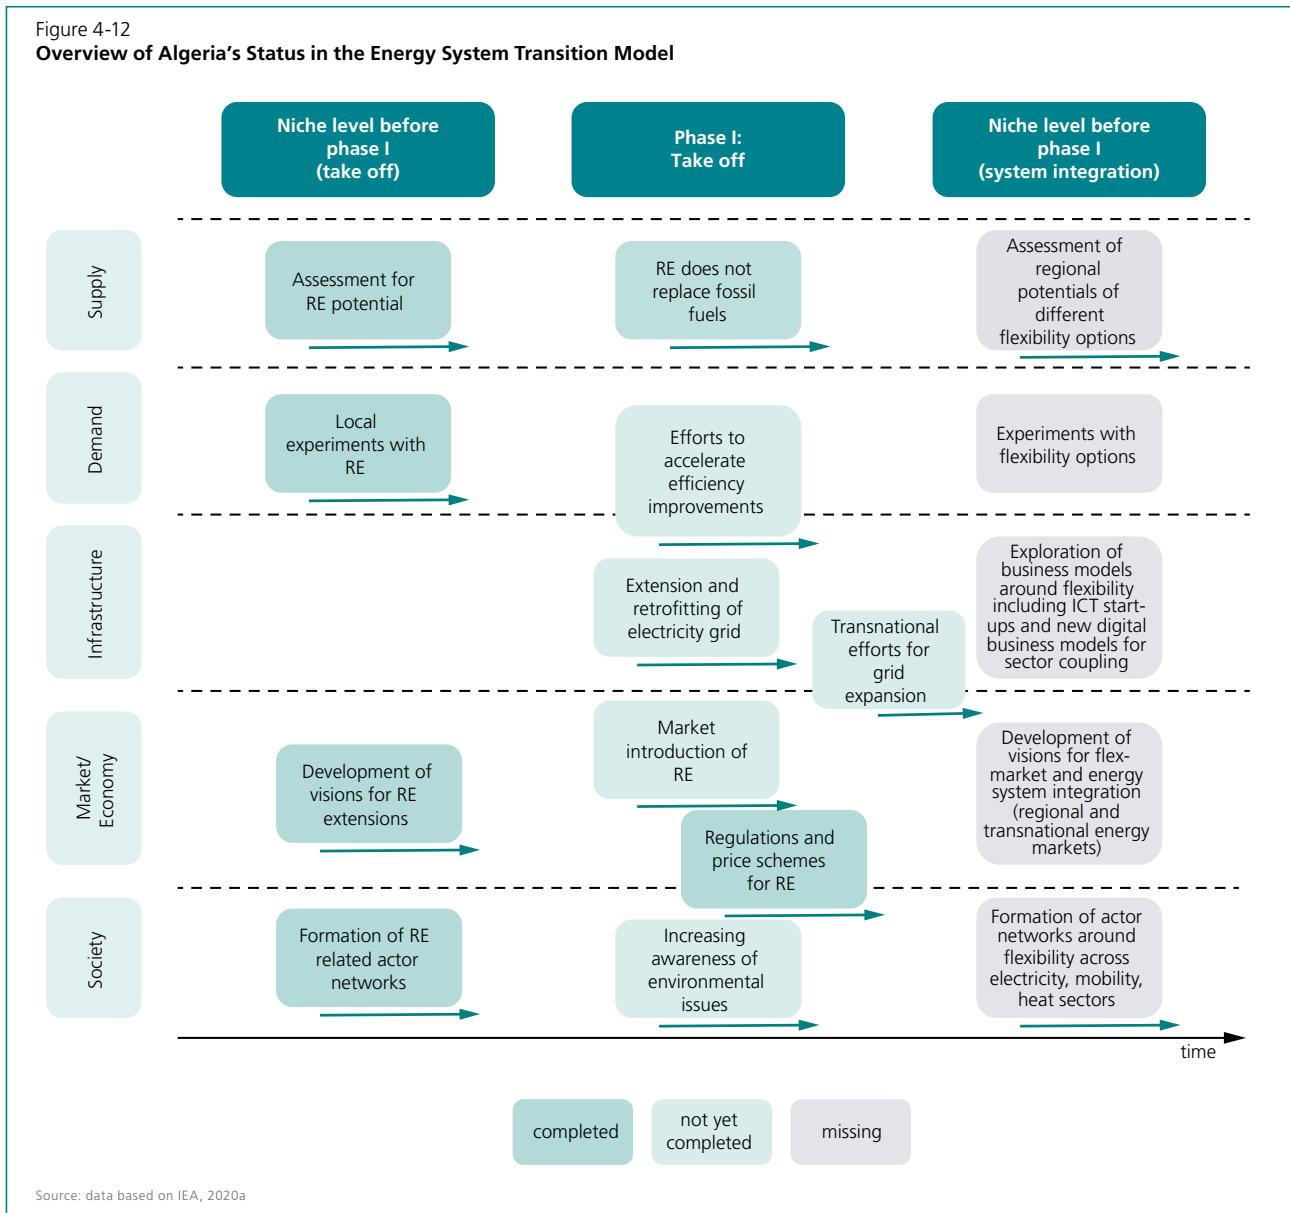 Figure 4-12
Overview of Algeria's Status in the Energy System Transition Model
Niche level before
phase I
(take off)
Phase I:
Take off
Niche level before
phase I
(system integration)
Supply
Assessment for
RE potential
RE does not
replace fossil
fuels
Assessment of
regional
potentials of
different
flexibility options
Demand
Local
experiments with
RE
Efforts to
accelerate
efficiency
improvements
Experiments with
flexibility options
Infrastructure
Extension and
retrofitting of
electricity grid
Transnational
efforts for
grid
expansion
Exploration of
business models
around flexibility
including ICT start-
ups and new digital
business models for
sector coupling
Market/
Economy
Development of
visions for RE
extensions
Market
introduction of
RE
Regulations and
price schemes
for RE
Development of
visions for flex-
market and energy
system integration
(regional and
transnational energy
markets)
Society
Formation of RE
related actor
networks
Increasing
awareness of
environmental
issues
Formation of actor
networks around
flexibility across
electricity, mobility,
heat sectors
time
completed
not yet
completed
missing
Source: data based on IEA, 2020a